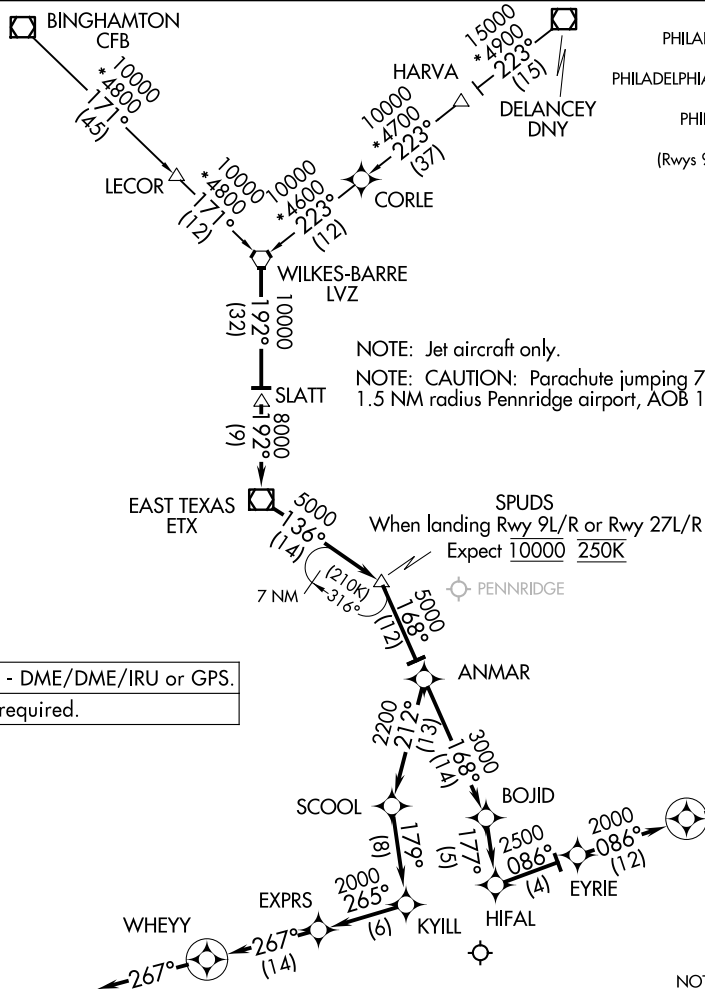 BINGHAMTON
CFB
10000
*4800
171°
(45)
LECOR
10000
*4800
171°
(12)
15000
*4900
223°
(15)
DELANCEY
DNY
HARVA
10000
*4700
223°
(37)
CORLE
10000
*4600
223°
(12)
WILKES-BARRE
LVZ
PHILA
PHILADELPHIA
PHI
(Rwys 9
10000
192°
(32)
NOTE: Jet aircraft only.
NOTE: CAUTION: Parachute jumping 7
1.5 NM radius Pennridge airport, AOB 1
SLATT
8000
192°
(9)
EAST TEXAS
ETX
5000
136°
(14)
SPUDS
When landing Rwy 9L/R or Rwy 27L/R
Expect 10000 250K
(210K)
316°
7 NM
PENNRIDGE
5000
168°
(12)
- DME/DME/IRU or GPS.
required.
ANMAR
2200
212°
(13)
3000
168°
(14)
SCOOL
BOJID
179°
(8)
177°
(5)
2500
086°
(4)
2000
086°
(12)
EYRIE
HIFAL
KYILL
2000
265°
(6)
EXPRS
267°
(14)
WHEYY
267°
NOT